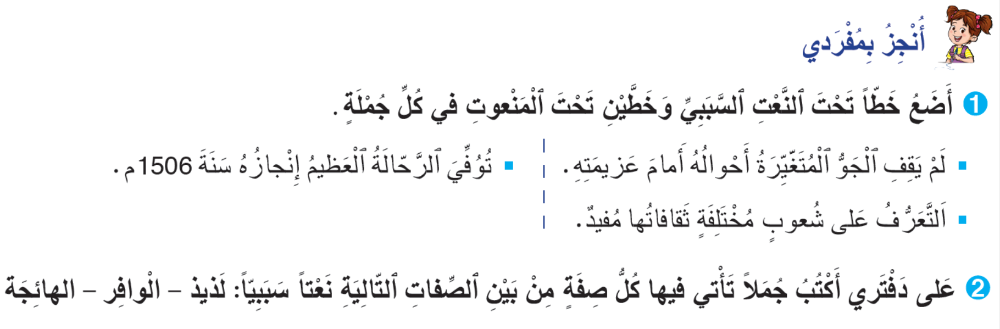 أُنْجِزُ بِمُفْرَدي
1 أَضَعُ خَطّاً تَحْتَ ٱلنَّعْتِ ٱلسَّبَبِيِّ وَخَطَّيْنِ تَحْتَ ٱلْمَنْعوتِ في كُلِّ جُمْلَةٍ.
▪ لَمْ يَقِفِ ٱلْجَوُّ ٱلْمُتَغَيِّرَةُ أَحْوالُهُ أَمامَ عَزيمَتِهِ.
▪ تُوُفِّيَ ٱلرَّحّالَةُ ٱلْعَظيمُ إِنْجازُهُ سَنَةَ 1506م.
▪ اَلتَّعَرُّفُ عَلى شُعوبٍ مُخْتَلِفَةٍ ثَقافاتُها مُفيدٌ.
2 عَلى دَفْتَري أَكْتُبُ جُمَلاً تَأْتي فيها كُلُّ صِفَةٍ مِنْ بَيْنِ ٱلصِّفاتِ ٱلتّالِيَةِ نَعْتاً سَبَبِيّاً: لَذيذ – الْوافِر – الهائِجَة